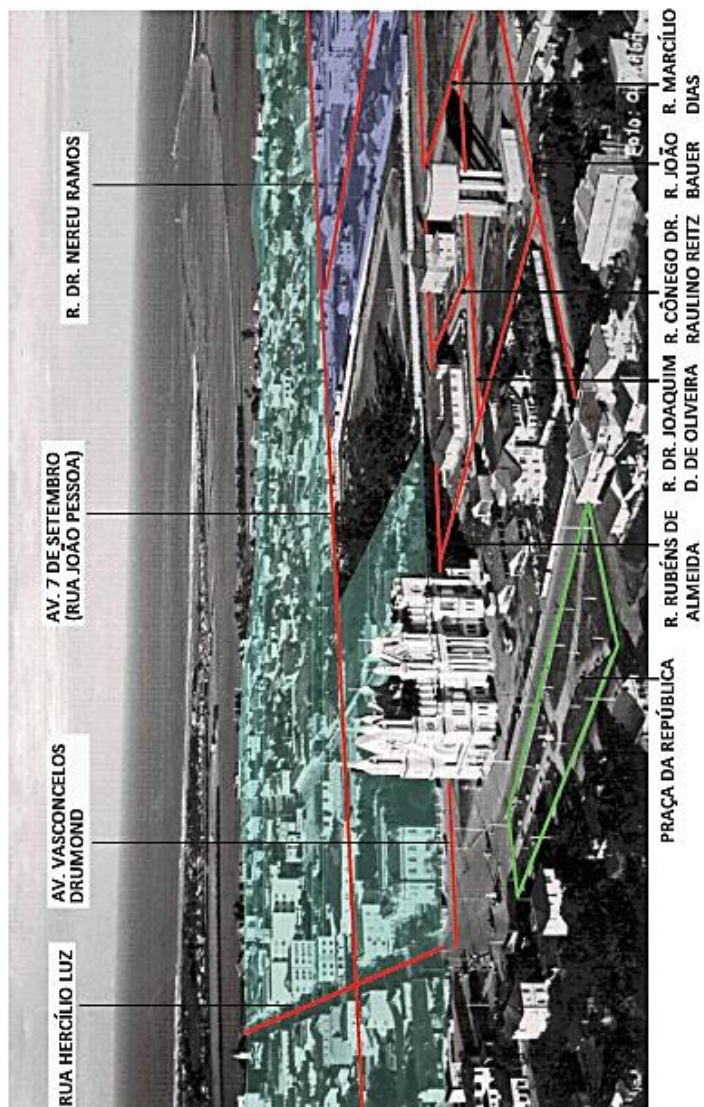 RUA HERCÍLIO LUZ
AV. VASCONCELOS
DRUMOND
AV. 7 DE SETEMBRO
(RUA JOÃO PESSOA)
R. DR. NEREU RAMOS
Foto:
PRAÇA DA REPÚBLICA
R. RUBÉNS DE
ALMEIDA
R. DR. JOAQUIM
D. DE OLIVEIRA
R. CÔNEGO DR.
RAULINO REITZ
R. JOÃO
BAUER
R. MARCÍLIO
DIAS